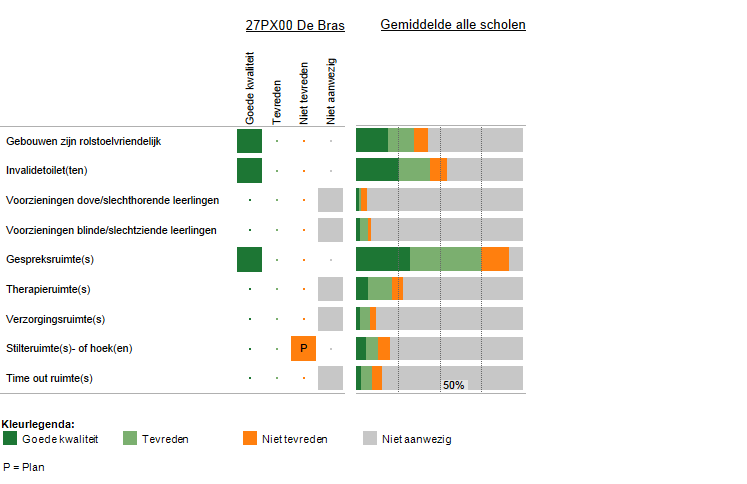 27PX00 De Bras
Gemiddelde alle scholen
Goede kwaliteit
Tevreden
Niet tevreden
Niet aanwezig
Gebouwen zijn rolstoelvriendelijk
Invalidetoilet(ten)
Voorzieningen dove/slechthorende leerlingen
Voorzieningen blinde/slechtziende leerlingen
Gespreksruimte(s)
Therapieruimte(s)
Verzorgingsruimte(s)
Stilteruimte(s)- of hoek(en)
P
Time out ruimte(s)
50%
Kleurlegenda:
Goede kwaliteit
Tevreden
Niet tevreden
Niet aanwezig
P = Plan